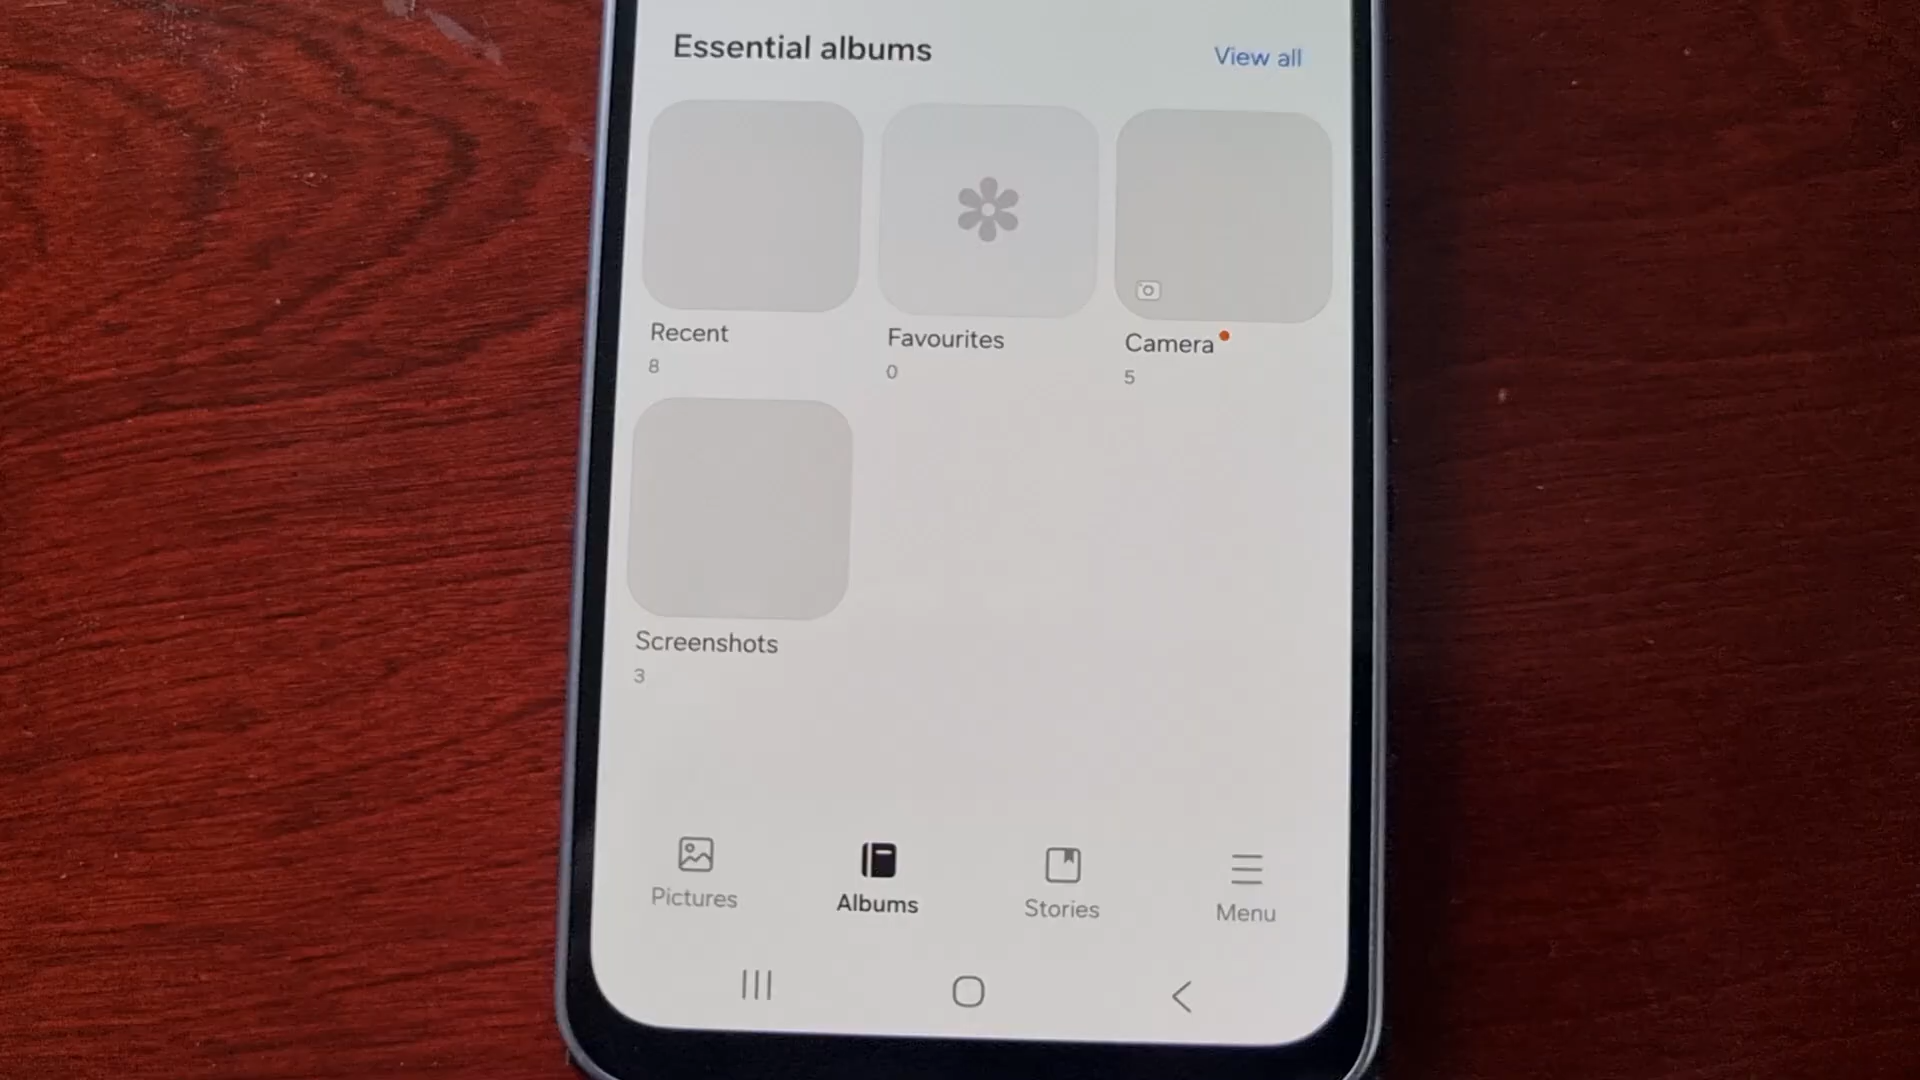 Essential albums
View all
Recent
8
Favourites
0
Camera
5
Screenshots
3
Pictures
Albums
Stories
Menu